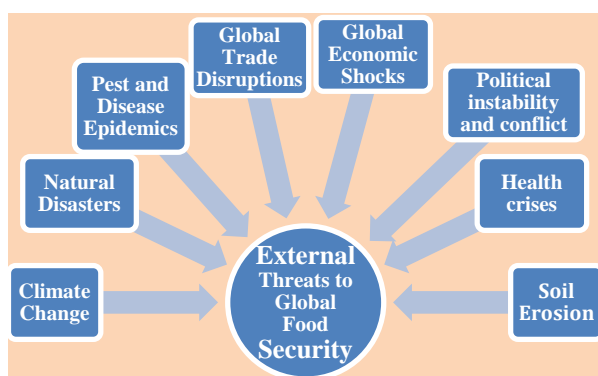 Global
Trade
Disruptions
Global
Economic
Shocks
Pest and
Disease
Epidemics
Political
instability
and conflict
Natural
Disasters
Health
crises
Climate
Change
External
Threats to
Global
Food
Security
Soil
Erosion